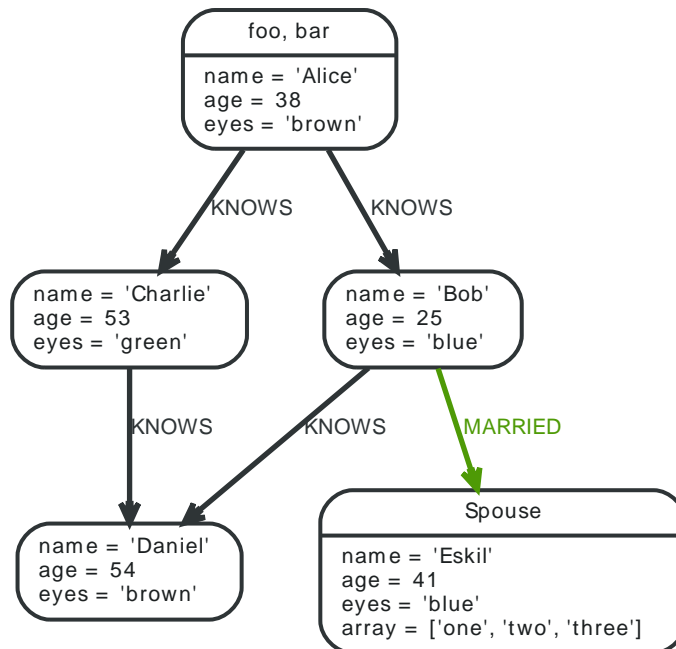 foo, bar
name = 'Alice'
age = 38
eyes = 'brown'
KNOWS
KNOWS
name = 'Charlie'
age = 53
eyes = 'green'
name = 'Bob'
age = 25
eyes = 'blue'
KNOWS
KNOWS
MARRIED
name = 'Daniel'
age = 54
eyes = 'brown'
Spouse
name = 'Eskil'
age = 41
eyes = 'blue'
array = ['one', 'two', 'three']